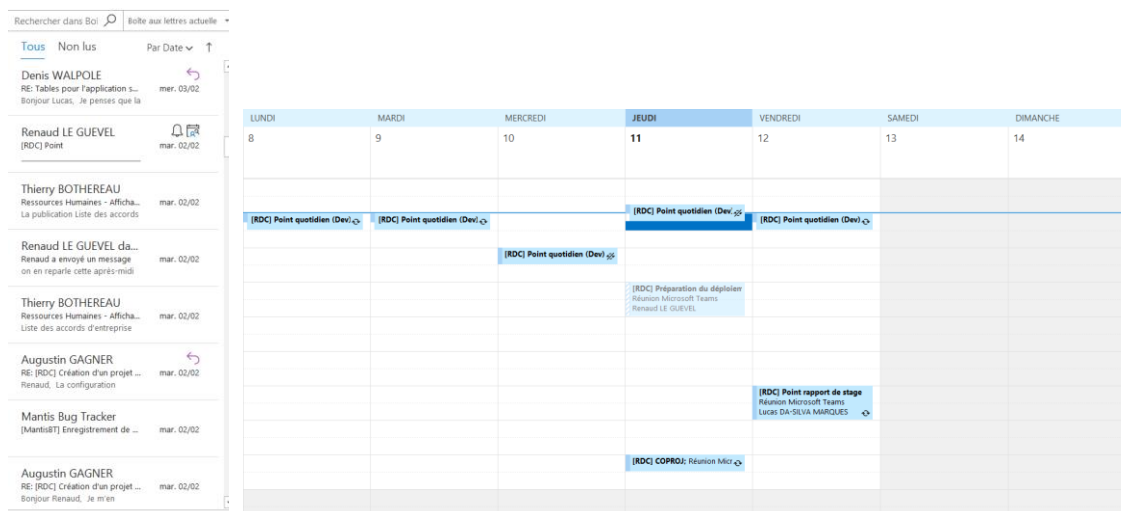 Rechercher dans Boî
Boîte aux lettres actuelle
Tous Non lus Par Date
Denis WALPOLE
RE: Tables pour l'application s... mer. 03/02
Bonjour Lucas, Je penses que la
Renaud LE GUEVEL
[RDC] Point mar. 02/02
Thierry BOTHEREAU
Ressources Humaines - Afficha... mar. 02/02
La publication Liste des accords
Renaud LE GUEVEL da...
Renaud a envoyé un message mar. 02/02
on en reparle cette après-midi
Thierry BOTHEREAU
Ressources Humaines - Afficha... mar. 02/02
Liste des accords d'entreprise
Augustin GAGNER
RE: [RDC] Création d'un projet ... mar. 02/02
Renaud, La configuration
Mantis Bug Tracker
[MantisBT] Enregistrement de ... mar. 02/02
Augustin GAGNER
RE: [RDC] Création d'un projet ... mar. 02/02
Bonjour Renaud, Je m'en
LUNDI MARDI MERCREDI JEUDI VENDREDI SAMEDI DIMANCHE
8 9 10 11 12 13 14
[RDC] Point quotidien (Dev)
[RDC] Point quotidien (Dev)
[RDC] Point quotidien (Dev)
[RDC] Point quotidien (Dev)
[RDC] Point quotidien (Dev)
[RDC] Préparation du déploiem
Réunion Microsoft Teams
Renaud LE GUEVEL
[RDC] Point rapport de stage
Réunion Microsoft Teams
Lucas DA-SILVA MARQUES
[RDC] COPROJ; Réunion Micr